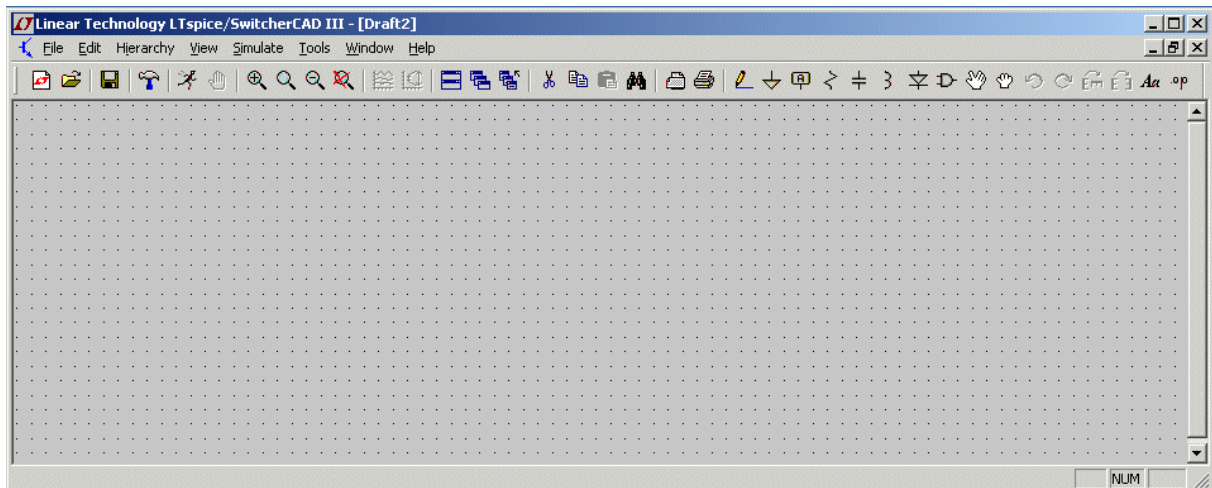 Linear Technology LTspice/SwitcherCAD III - [Draft2]
File Edit Hierarchy View Simulate Tools Window Help
A Aa .op
NUM